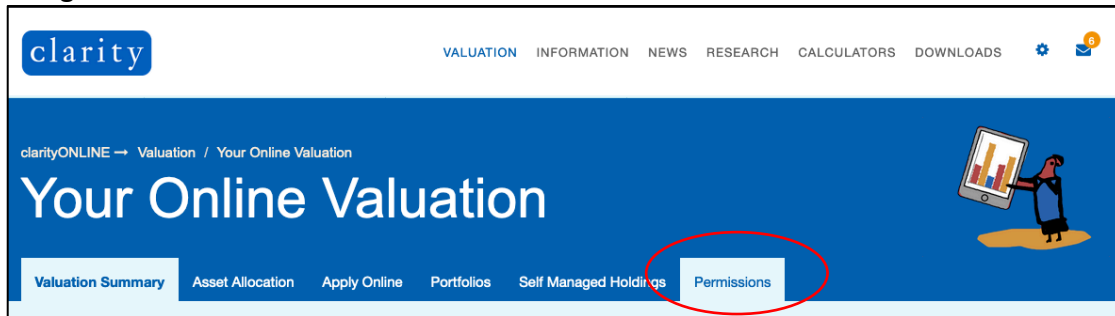 clarity
VALUATION INFORMATION NEWS RESEARCH CALCULATORS DOWNLOADS 6
clarityONLINE → Valuation / Your Online Valuation
Your Online Valuation
Valuation Summary Asset Allocation Apply Online Portfolios Self Managed Holdings Permissions